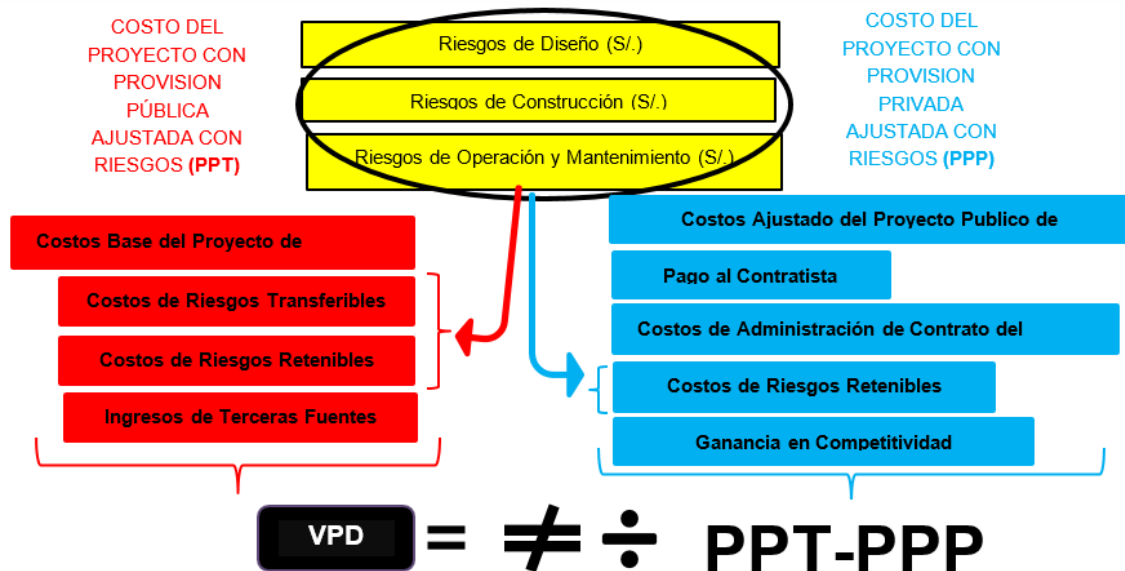 COSTO DEL
PROYECTO CON
PROVISION
PÚBLICA
AJUSTADA CON
RIESGOS (PPT)
Riesgos de Diseño (S/.)
Riesgos de Construcción (S/.)
Riesgos de Operación y Mantenimiento (S/.)
COSTO DEL
PROYECTO CON
PROVISION
PRIVADA
AJUSTADA CON
RIESGOS (PPP)
Costos Base del Proyecto de
Costos de Riesgos Transferibles
Costos de Riesgos Retenibles
Ingresos de Terceras Fuentes
Costos Ajustado del Proyecto Publico de
Pago al Contratista
Costos de Administración de Contrato del
Costos de Riesgos Retenibles
Ganancia en Competitividad
VPD = ≠ ÷ PPT-PPP